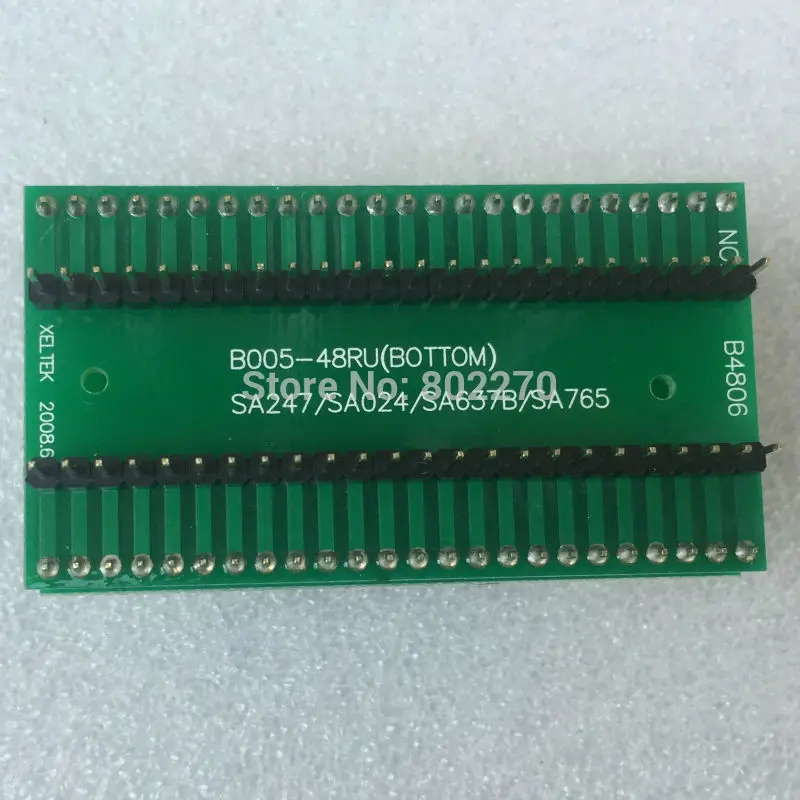 NC
XELTEK 2008.6
B005-48RU(BOTTOM)
Store No: 802270
SA247/SA024/SA637B/SA765
B4806